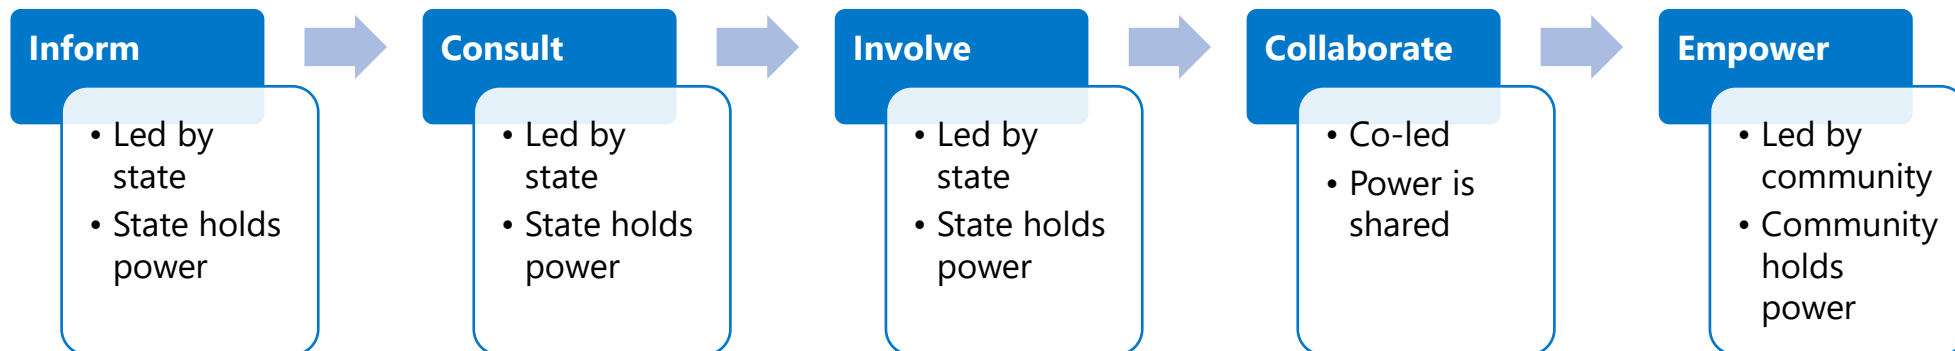 Inform
• Led by
state
• State holds
power
Consult
• Led by
state
• State holds
power
Involve
• Led by
state
• State holds
power
Collaborate
• Co-led
• Power is
shared
Empower
• Led by
community
• Community
holds
power